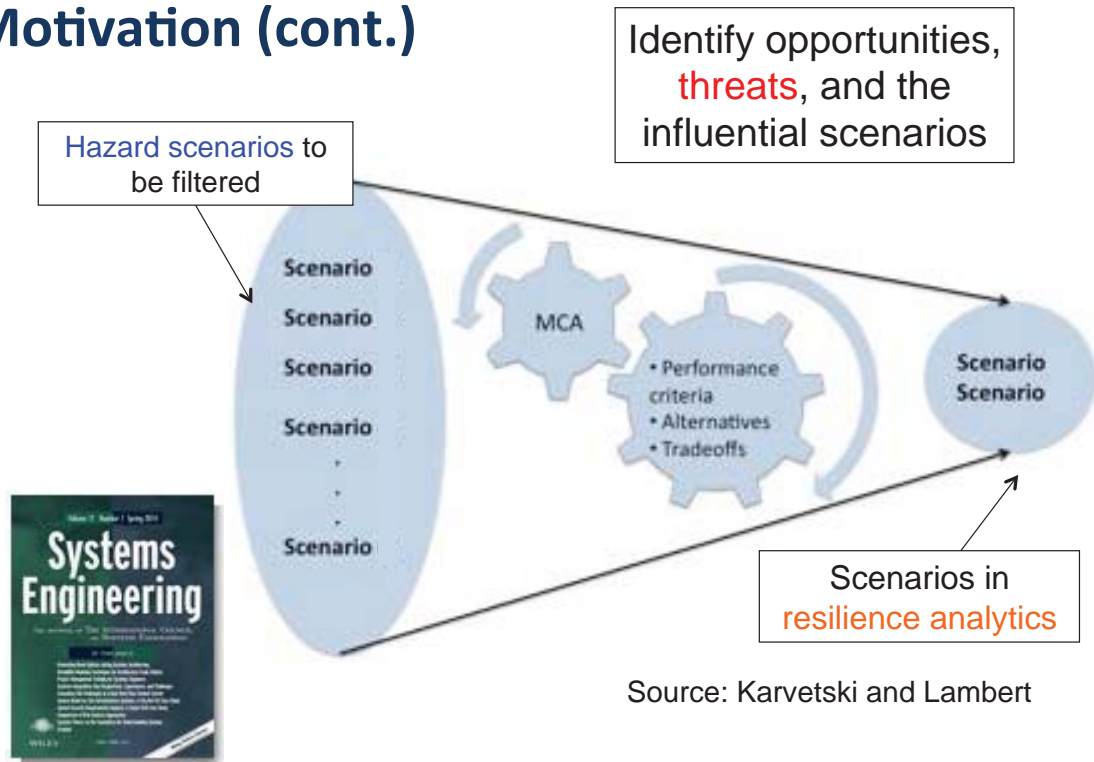 Motivation (cont.)
Identify opportunities,
threats, and the
influential scenarios
Hazard scenarios to
be filtered
Scenario
Scenario
Scenario
Scenario
.
.
.
Scenario
MCA
• Performance
criteria
• Alternatives
• Tradeoffs
Scenario
Scenario
Scenarios in
resilience analytics
Source: Karvetski and Lambert
Systems
Engineering
WILEY